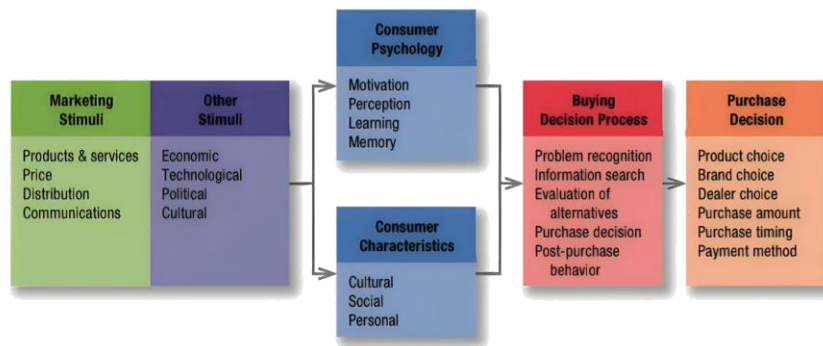 Marketing
Stimuli
Products & services
Price
Distribution
Communications
Other
Stimuli
Economic
Technological
Political
Cultural
Consumer
Psychology
Motivation
Perception
Learning
Memory
Consumer
Characteristics
Cultural
Social
Personal
Buying
Decision Process
Problem recognition
Information search
Evaluation of
alternatives
Purchase decision
Post-purchase
behavior
Purchase
Decision
Product choice
Brand choice
Dealer choice
Purchase amount
Purchase timing
Payment method